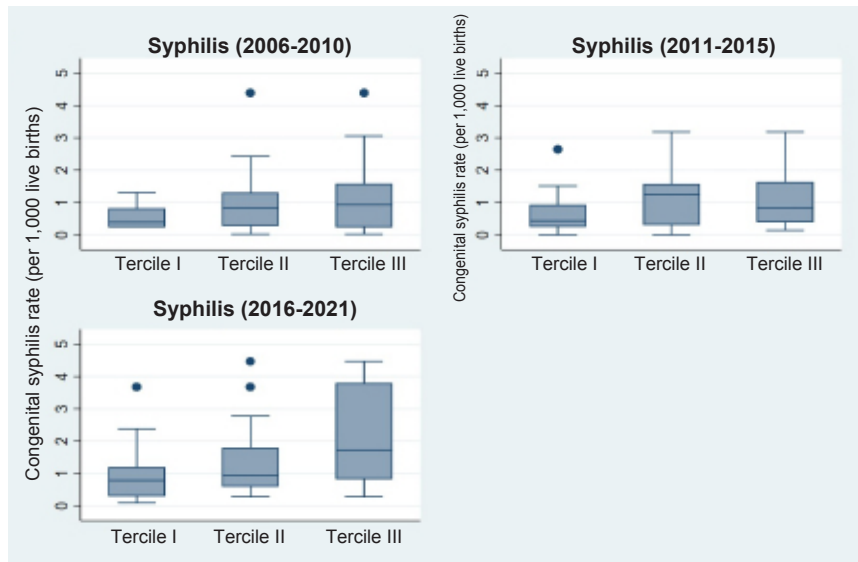 Syphilis (2006-2010)
Congenital syphilis rate (per 1,000 live births)
5
4
3
2
1
0
Tercile I Tercile II Tercile III
Syphilis (2011-2015)
Congenital syphilis rate (per 1,000 live births)
5
4
3
2
1
0
Tercile I Tercile II Tercile III
Syphilis (2016-2021)
5
4
3
2
1
0
Tercile I Tercile II Tercile III